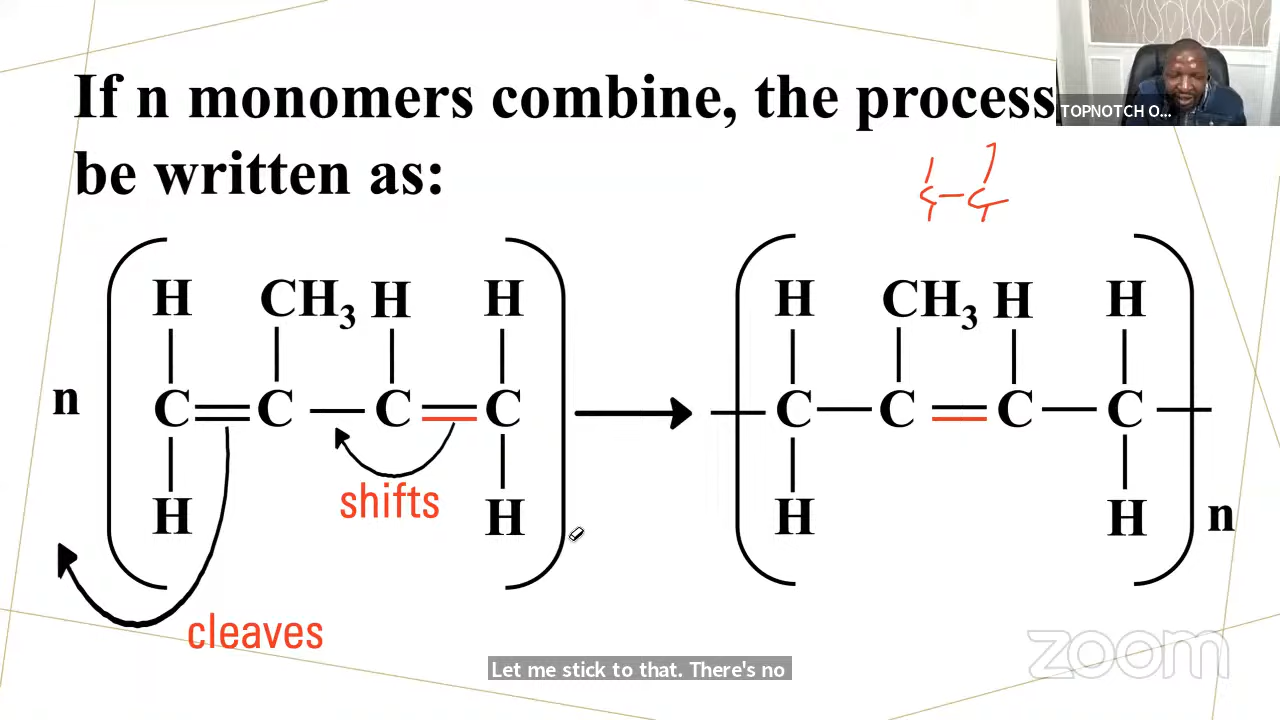 If n monomers combine, the process
TOPNOTCH O...
be written as:
H CH₃ H H H CH₃ H H
n C=C—C=C → —C—C=C—C—
shifts
H H H H n
cleaves
zoom
Let me stick to that. There's no